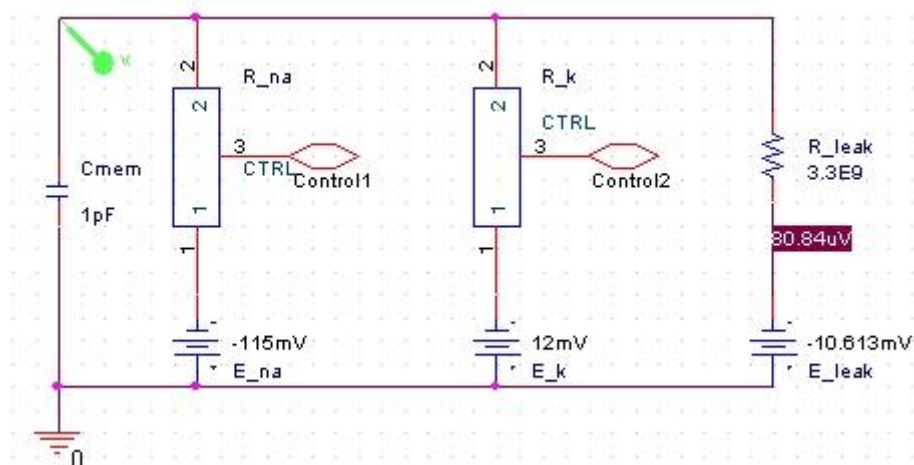 V
2
2
R_na
R_k
2
2
CTRL
3
3
Cmem
CTRL
Control1
Control2
R_leak
3.3E9
1pF
1
1
1
1
80.84uV
-115mV
12mV
-10.613mV
E_na
E_k
E_leak
0